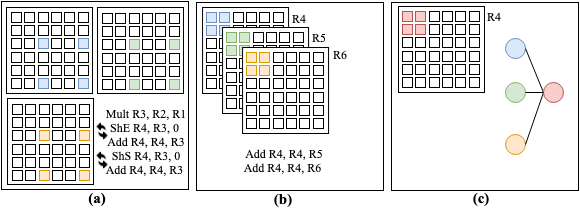 Mult R3, R2, R1
ShE R4, R3, 0
Add R4, R4, R3
ShS R4, R3, 0
Add R4, R4, R3
(a)
R4
R5
R6
Add R4, R4, R5
Add R4, R4, R6
(b)
R4
(c)